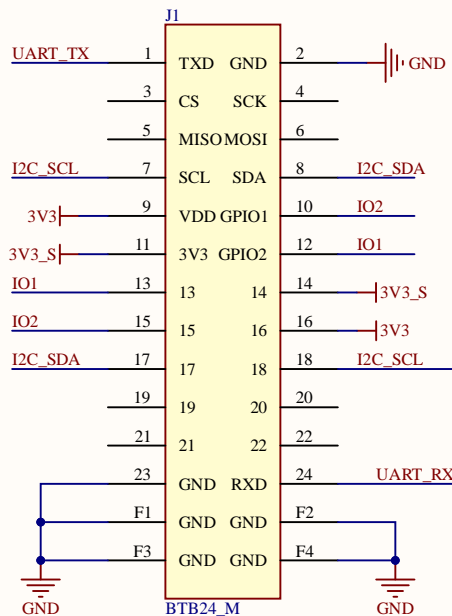 J1
UART_TX 1 TXD GND 2 GND
3 CS SCK 4
5 MISO MOSI 6
I2C_SCL 7 SCL SDA 8 I2C_SDA
3V3 9 VDD GPIO1 10 IO2
3V3_S 11 3V3 GPIO2 12 IO1
IO1 13 13 14 14 3V3_S
IO2 15 15 16 16 3V3
I2C_SDA 17 17 18 18 I2C_SCL
19 19 20 20
21 21 22 22
23 GND RXD 24 UART_RX
F1 GND GND F2
F3 GND GND F4
GND GND
BTB24_M